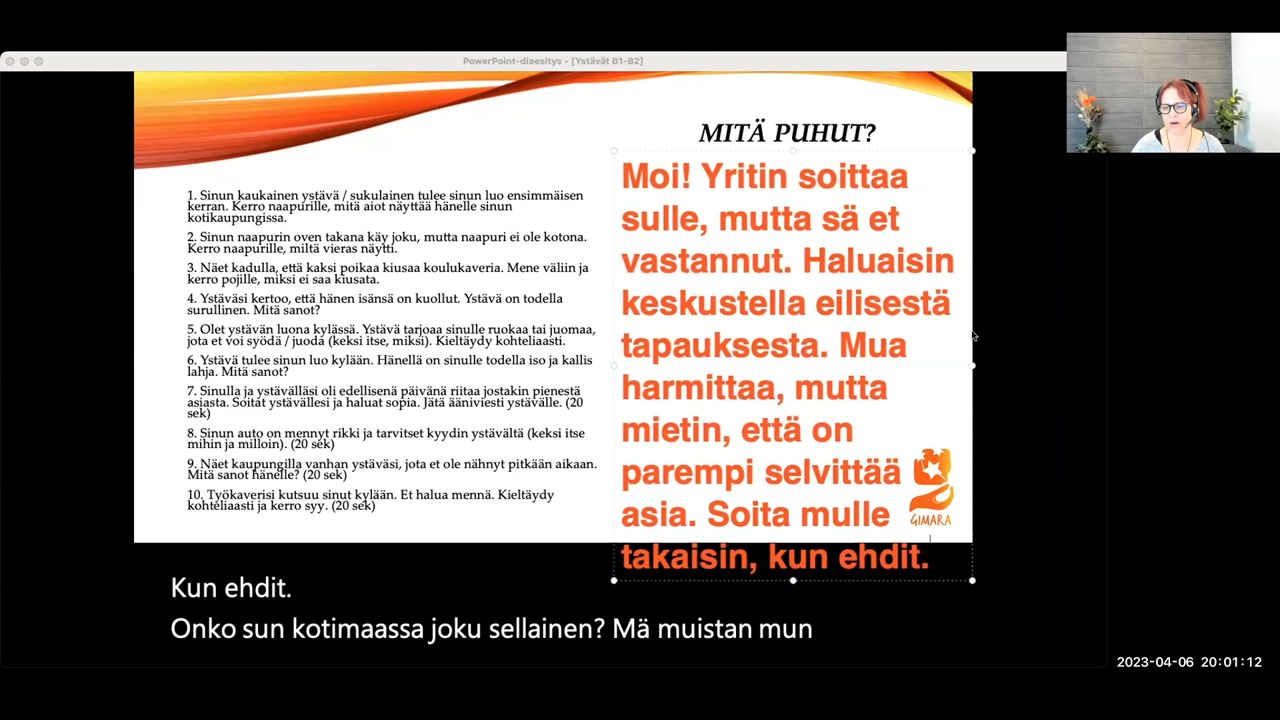 PowerPoint-diaesitys - [Ystävät B1-B2]
MITÄ PUHUT?
1. Sinun kaukainen ystävä / sukulainen tulee sinun luo ensimmäisen
kerran. Kerro naapurille, mitä aiot näyttää hänelle sinun
kotikaupungissa.
2. Sinun naapurin oven takana käy joku, mutta naapuri ei ole kotona.
Kerro naapurille, miltä vieras näytti.
3. Näet kadulla, että kaksi poikaa kiusaa koulukaveria. Mene väliin ja
kerro pojille, miksi ei saa kiusata.
4. Ystäväsi kertoo, että hänen isänsä on kuollut. Ystävä on todella
surullinen. Mitä sanot?
5. Olet ystävän luona kylässä. Ystävä tarjoaa sinulle ruokaa tai juomaa,
jota et voi syödä / juoda (keksi itse, miksi). Kieltäydy kohteliaasti.
6. Ystävä tulee sinun luo kylään. Hänellä on sinulle todella iso ja kallis
lahja. Mitä sanot?
7. Sinulla ja ystävälläsi oli edellisenä päivänä riitaa jostakin pienestä
asiasta. Soitat ystävällesi ja haluat sopia. Jätä ääniviesti ystävälle. (20
sek)
8. Sinun auto on mennyt rikki ja tarvitset kyydin ystävältä (keksi itse
mihin ja milloin). (20 sek)
9. Näet kaupungilla vanhan ystäväsi, jota et ole nähnyt pitkään aikaan.
Mitä sanot hänelle? (20 sek)
10. Työkaverisi kutsuu sinut kylään. Et halua mennä. Kieltäydy
kohteliaasti ja kerro syy. (20 sek)
Moi! Yritin soittaa
sulle, mutta sä et
vastannut. Haluaisin
keskustella eilisestä
tapauksesta. Mua
harmittaa, mutta
mietin, että on
parempi selvittää
asia. Soita mulle
takaisin, kun ehdit.
GIMARA
Kun ehdit.
Onko sun kotimaassa joku sellainen? Mä muistan mun
2023-04-06 20:01:12